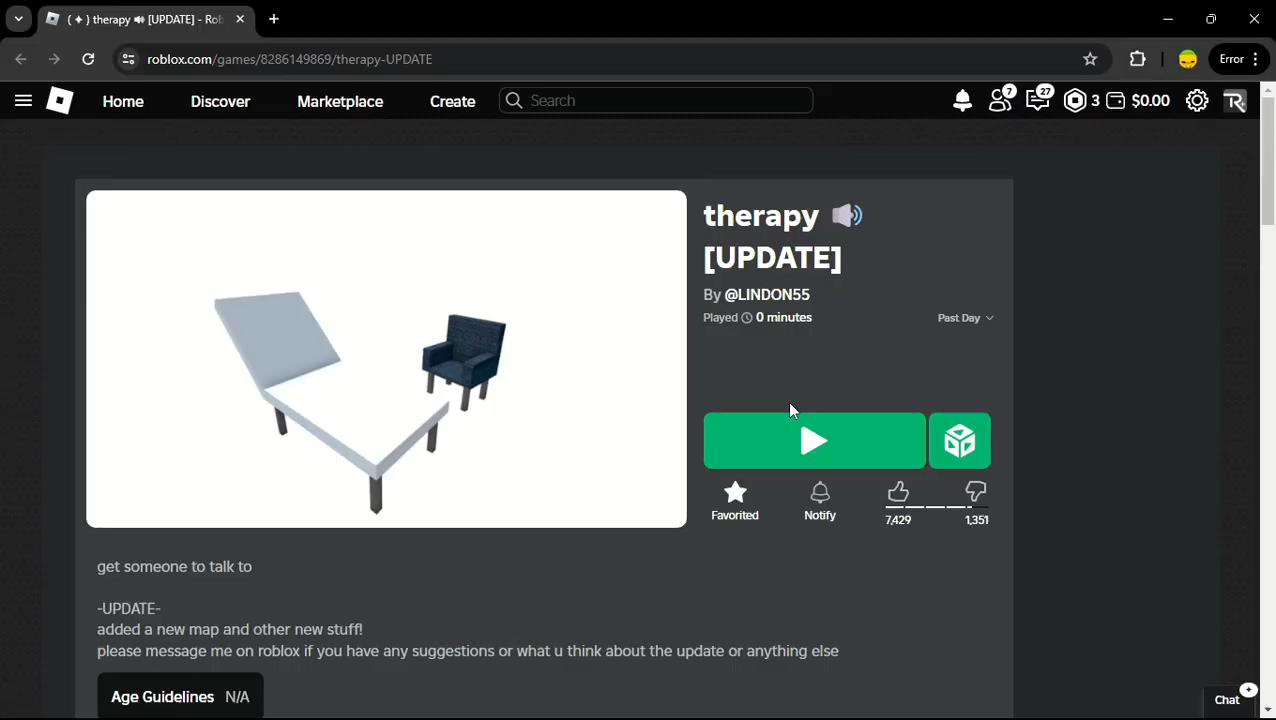 ( ✦ ) therapy 🔊 [UPDATE] - Rob
roblox.com/games/8286149869/therapy-UPDATE
Error
Home
Discover
Marketplace
Create
Search
7
27
3
$0.00
therapy 🔊
[UPDATE]
By @LINDON55
Played 0 minutes
Past Day
Favorited
Notify
7,429
1,351
get someone to talk to
-UPDATE-
added a new map and other new stuff!
please message me on roblox if you have any suggestions or what u think about the update or anything else
Age Guidelines N/A
Chat